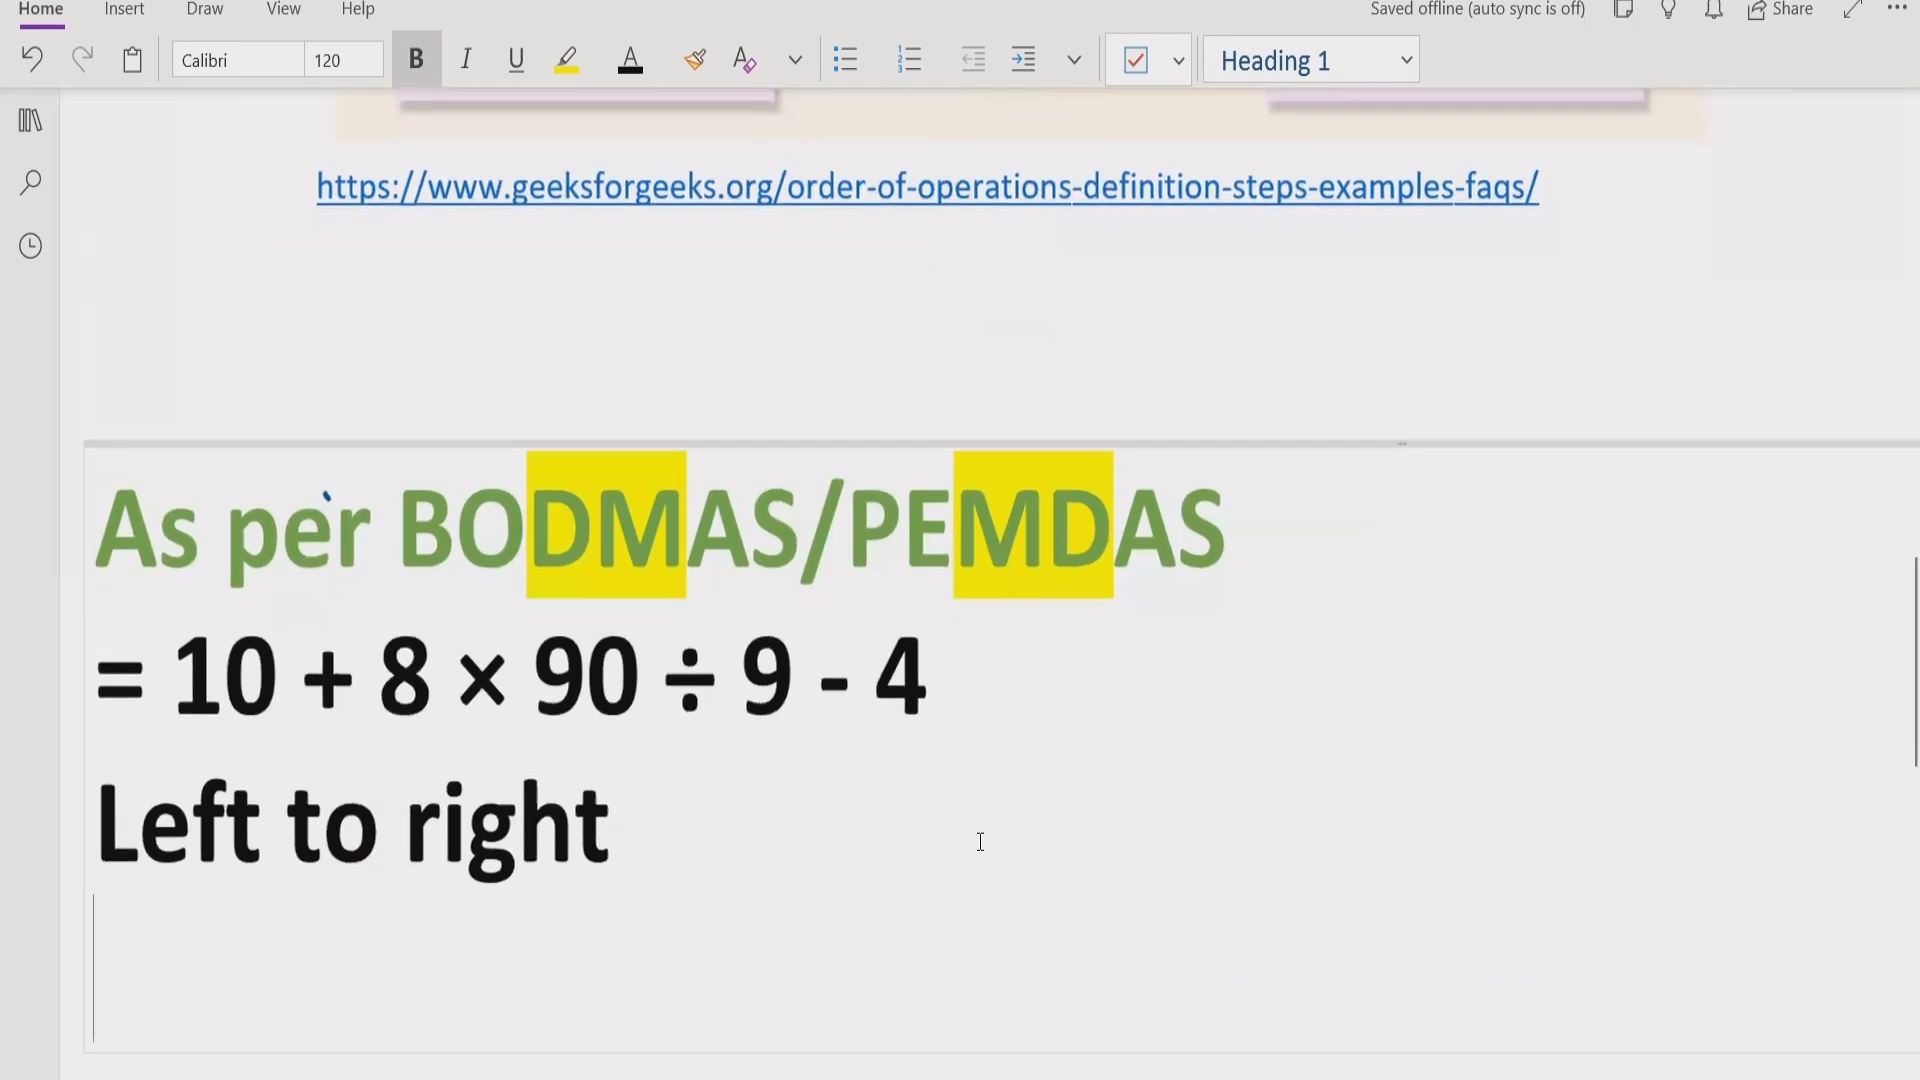 Home Insert Draw View Help Saved offline (auto sync is off) Share
Calibri 120 B I U A A Heading 1
https://www.geeksforgeeks.org/order-of-operations-definition-steps-examples-faqs/
As per BODMAS/PEMDAS
= 10 + 8 × 90 ÷ 9 - 4
Left to right